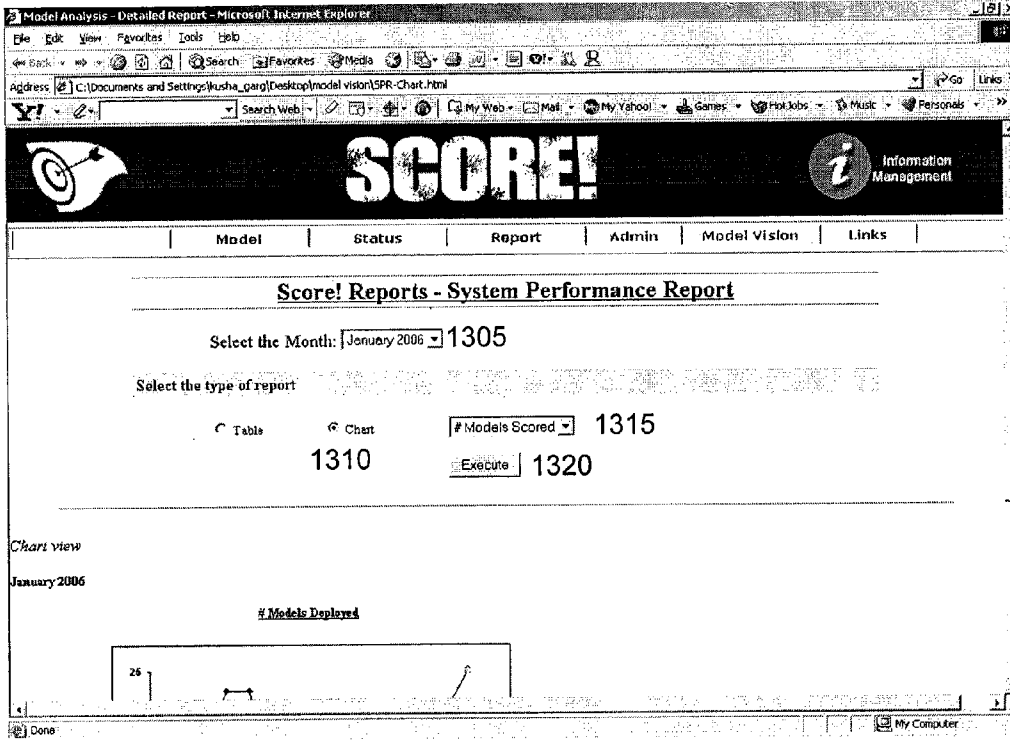 Model Analysis - Detailed Report - Microsoft Internet Explorer
File Edit View Favorites Tools Help
Back Search Favorites Media
Address C:\Documents and Settings\kusha_garg\Desktop\model vision\SPR-Chart.html Go Links
Y! Search Web My Web Mail My Yahoo! Games HotJobs Music Personals »
SCORE!
i Information
Management
Model Status Report Admin Model Vision Links
Score! Reports - System Performance Report
Select the Month: January 2006 1305
Select the type of report
Table Chart # Models Scored 1315
1310 Execute 1320
Chart view
January 2006
# Models Deployed
26
Done My Computer